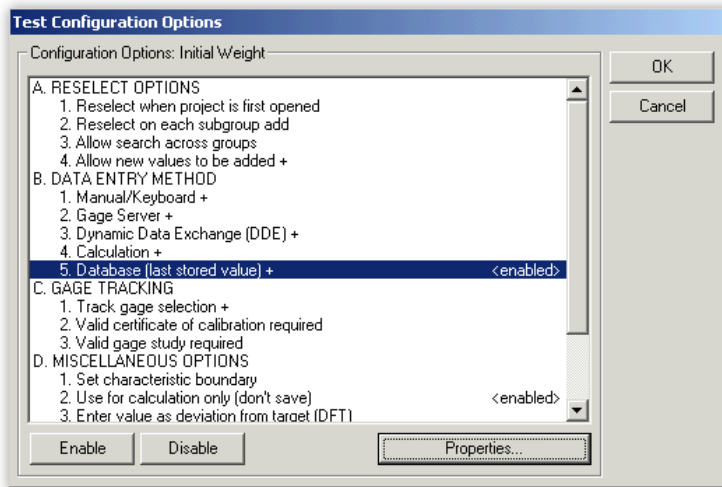 Test Configuration Options
Configuration Options: Initial Weight
OK
Cancel
A. RESELECT OPTIONS
1. Reselect when project is first opened
2. Reselect on each subgroup add
3. Allow search across groups
4. Allow new values to be added +
B. DATA ENTRY METHOD
1. Manual/Keyboard +
2. Gage Server +
3. Dynamic Data Exchange (DDE) +
4. Calculation +
5. Database (last stored value) + <enabled>
C. GAGE TRACKING
1. Track gage selection +
2. Valid certificate of calibration required
3. Valid gage study required
D. MISCELLANEOUS OPTIONS
1. Set characteristic boundary
2. Use for calculation only (don't save) <enabled>
3. Enter value as deviation from target (DFT)
Enable
Disable
Properties...